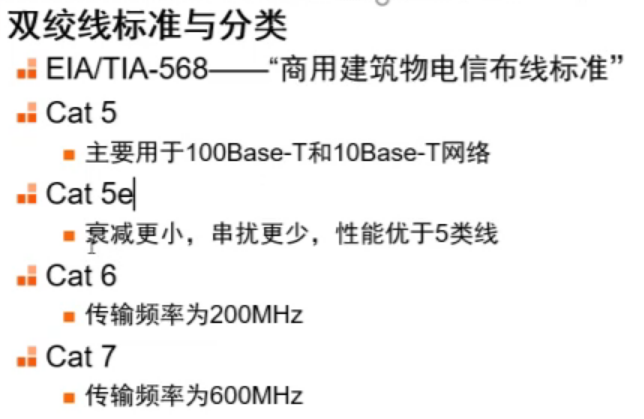 双绞线标准与分类
EIA/TIA-568——“商用建筑物电信布线标准”
Cat 5
主要用于100Base-T和10Base-T网络
Cat 5e
衰减更小，串扰更少，性能优于5类线
Cat 6
传输频率为200MHz
Cat 7
传输频率为600MHz